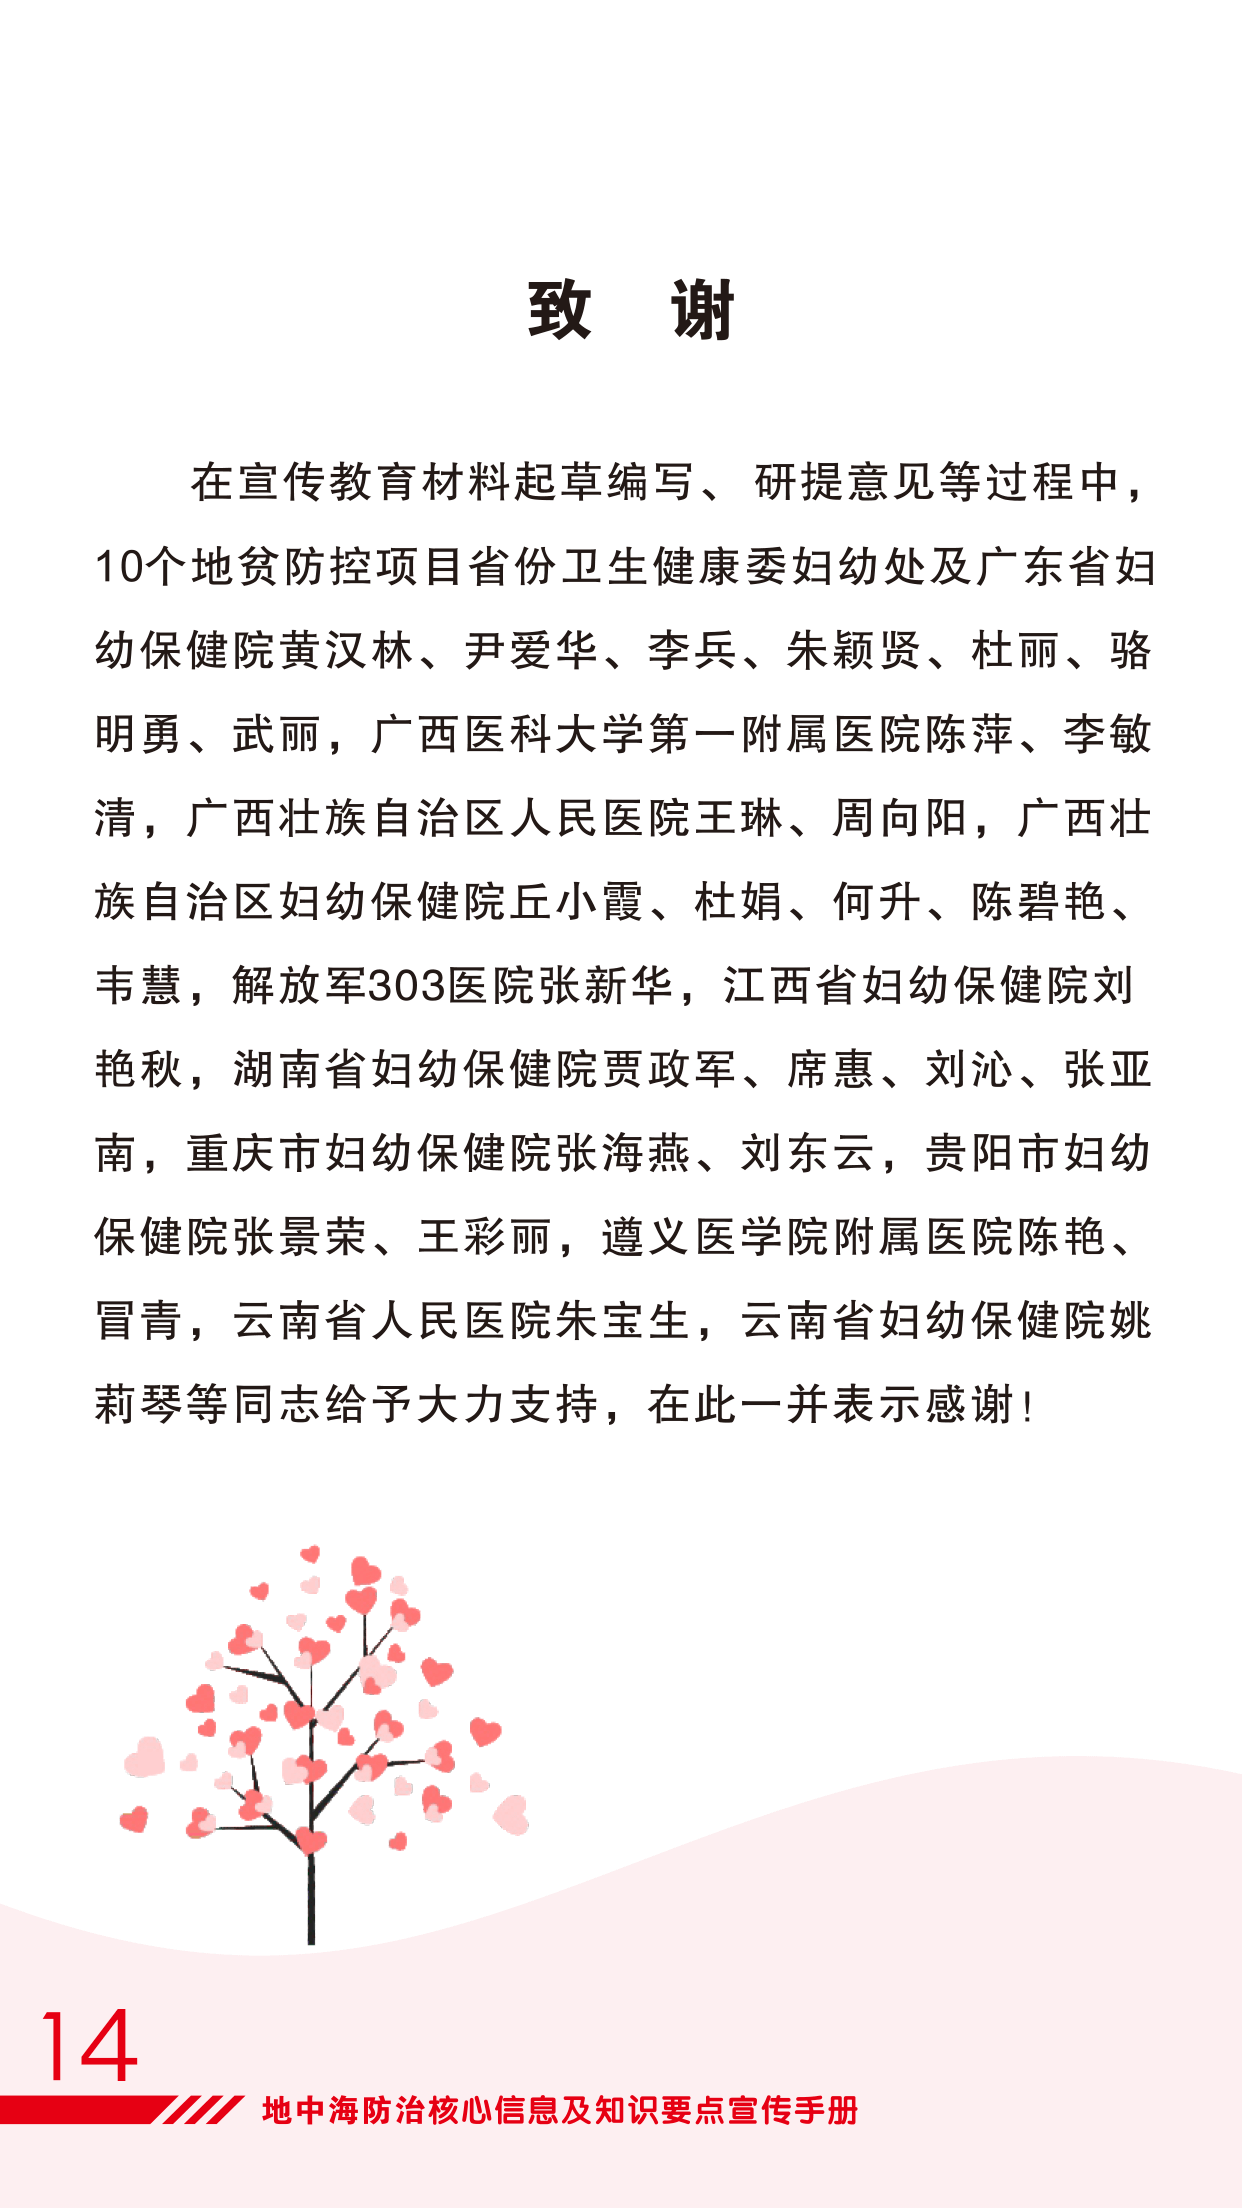 致 谢
在宣传教育材料起草编写、 研提意见等过程中，
10个地贫防控项目省份卫生健康委妇幼处及广东省妇
幼保健院黄汉林、尹爱华、李兵、朱颖贤、杜丽、骆
明勇、武丽，广西医科大学第一附属医院陈萍、李敏
清，广西壮族自治区人民医院王琳、周向阳，广西壮
族自治区妇幼保健院丘小霞、杜娟、何升、陈碧艳、
韦慧，解放军303医院张新华，江西省妇幼保健院刘
艳秋，湖南省妇幼保健院贾政军、席惠、刘沁、张亚
南，重庆市妇幼保健院张海燕、刘东云，贵阳市妇幼
保健院张景荣、王彩丽，遵义医学院附属医院陈艳、
冒青，云南省人民医院朱宝生，云南省妇幼保健院姚
莉琴等同志给予大力支持，在此一并表示感谢！
14
地中海防治核心信息及知识要点宣传手册